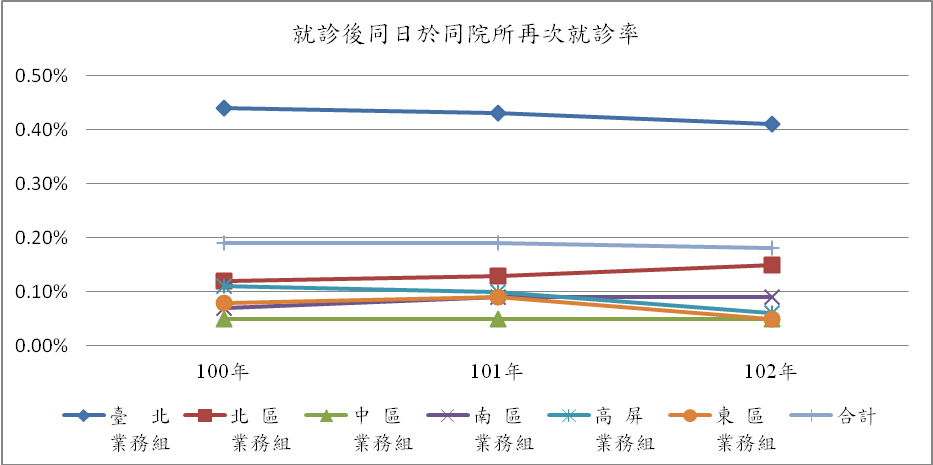 就診後同日於同院所再次就診率
0.50%
0.40%
0.30%
0.20%
0.10%
0.00%
100年 101年 102年
臺 北 北 區 中 區 南 區 高 屏 東 區 合計
業務組 業務組 業務組 業務組 業務組 業務組